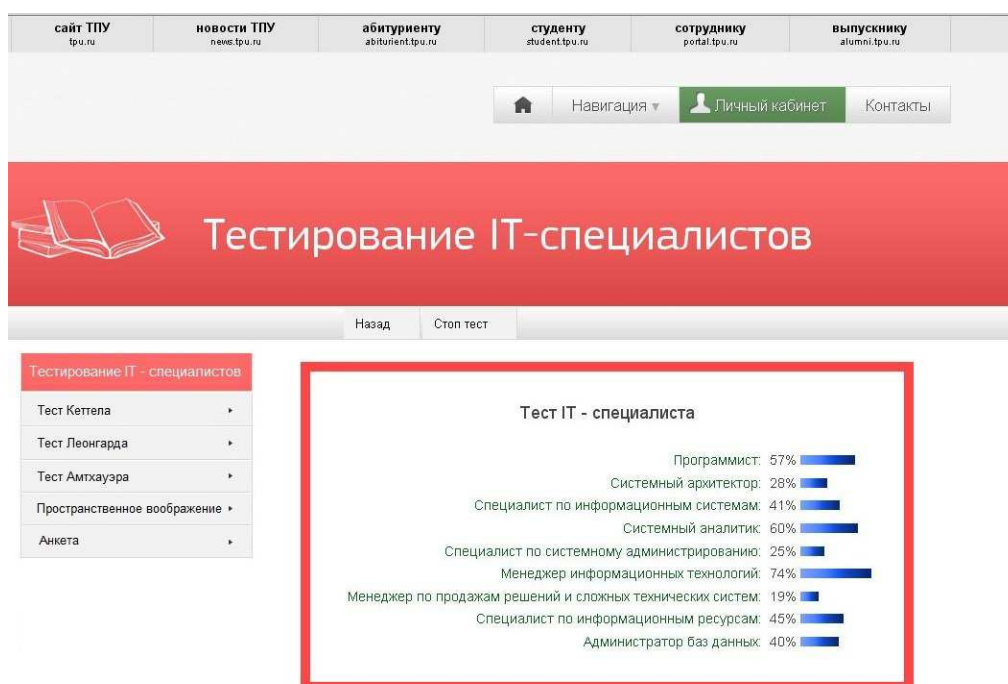 сайт ТПУ
tpu.ru
новости ТПУ
news.tpu.ru
абитуриенту
abiturient.tpu.ru
студенту
student.tpu.ru
сотруднику
portal.tpu.ru
выпускнику
alumni.tpu.ru
Навигация ▾
Личный кабинет
Контакты
Тестирование IT-специалистов
Назад
Стоп тест
Тестирование IT - специалистов
Тест Кеттела
Тест Леонгарда
Тест Амтхауэра
Пространственное воображение
Анкета
Тест IT - специалиста
Программист: 57%
Системный архитектор: 28%
Специалист по информационным системам: 41%
Системный аналитик: 60%
Специалист по системному администрированию: 25%
Менеджер информационных технологий: 74%
Менеджер по продажам решений и сложных технических систем: 19%
Специалист по информационным ресурсам: 45%
Администратор баз данных: 40%